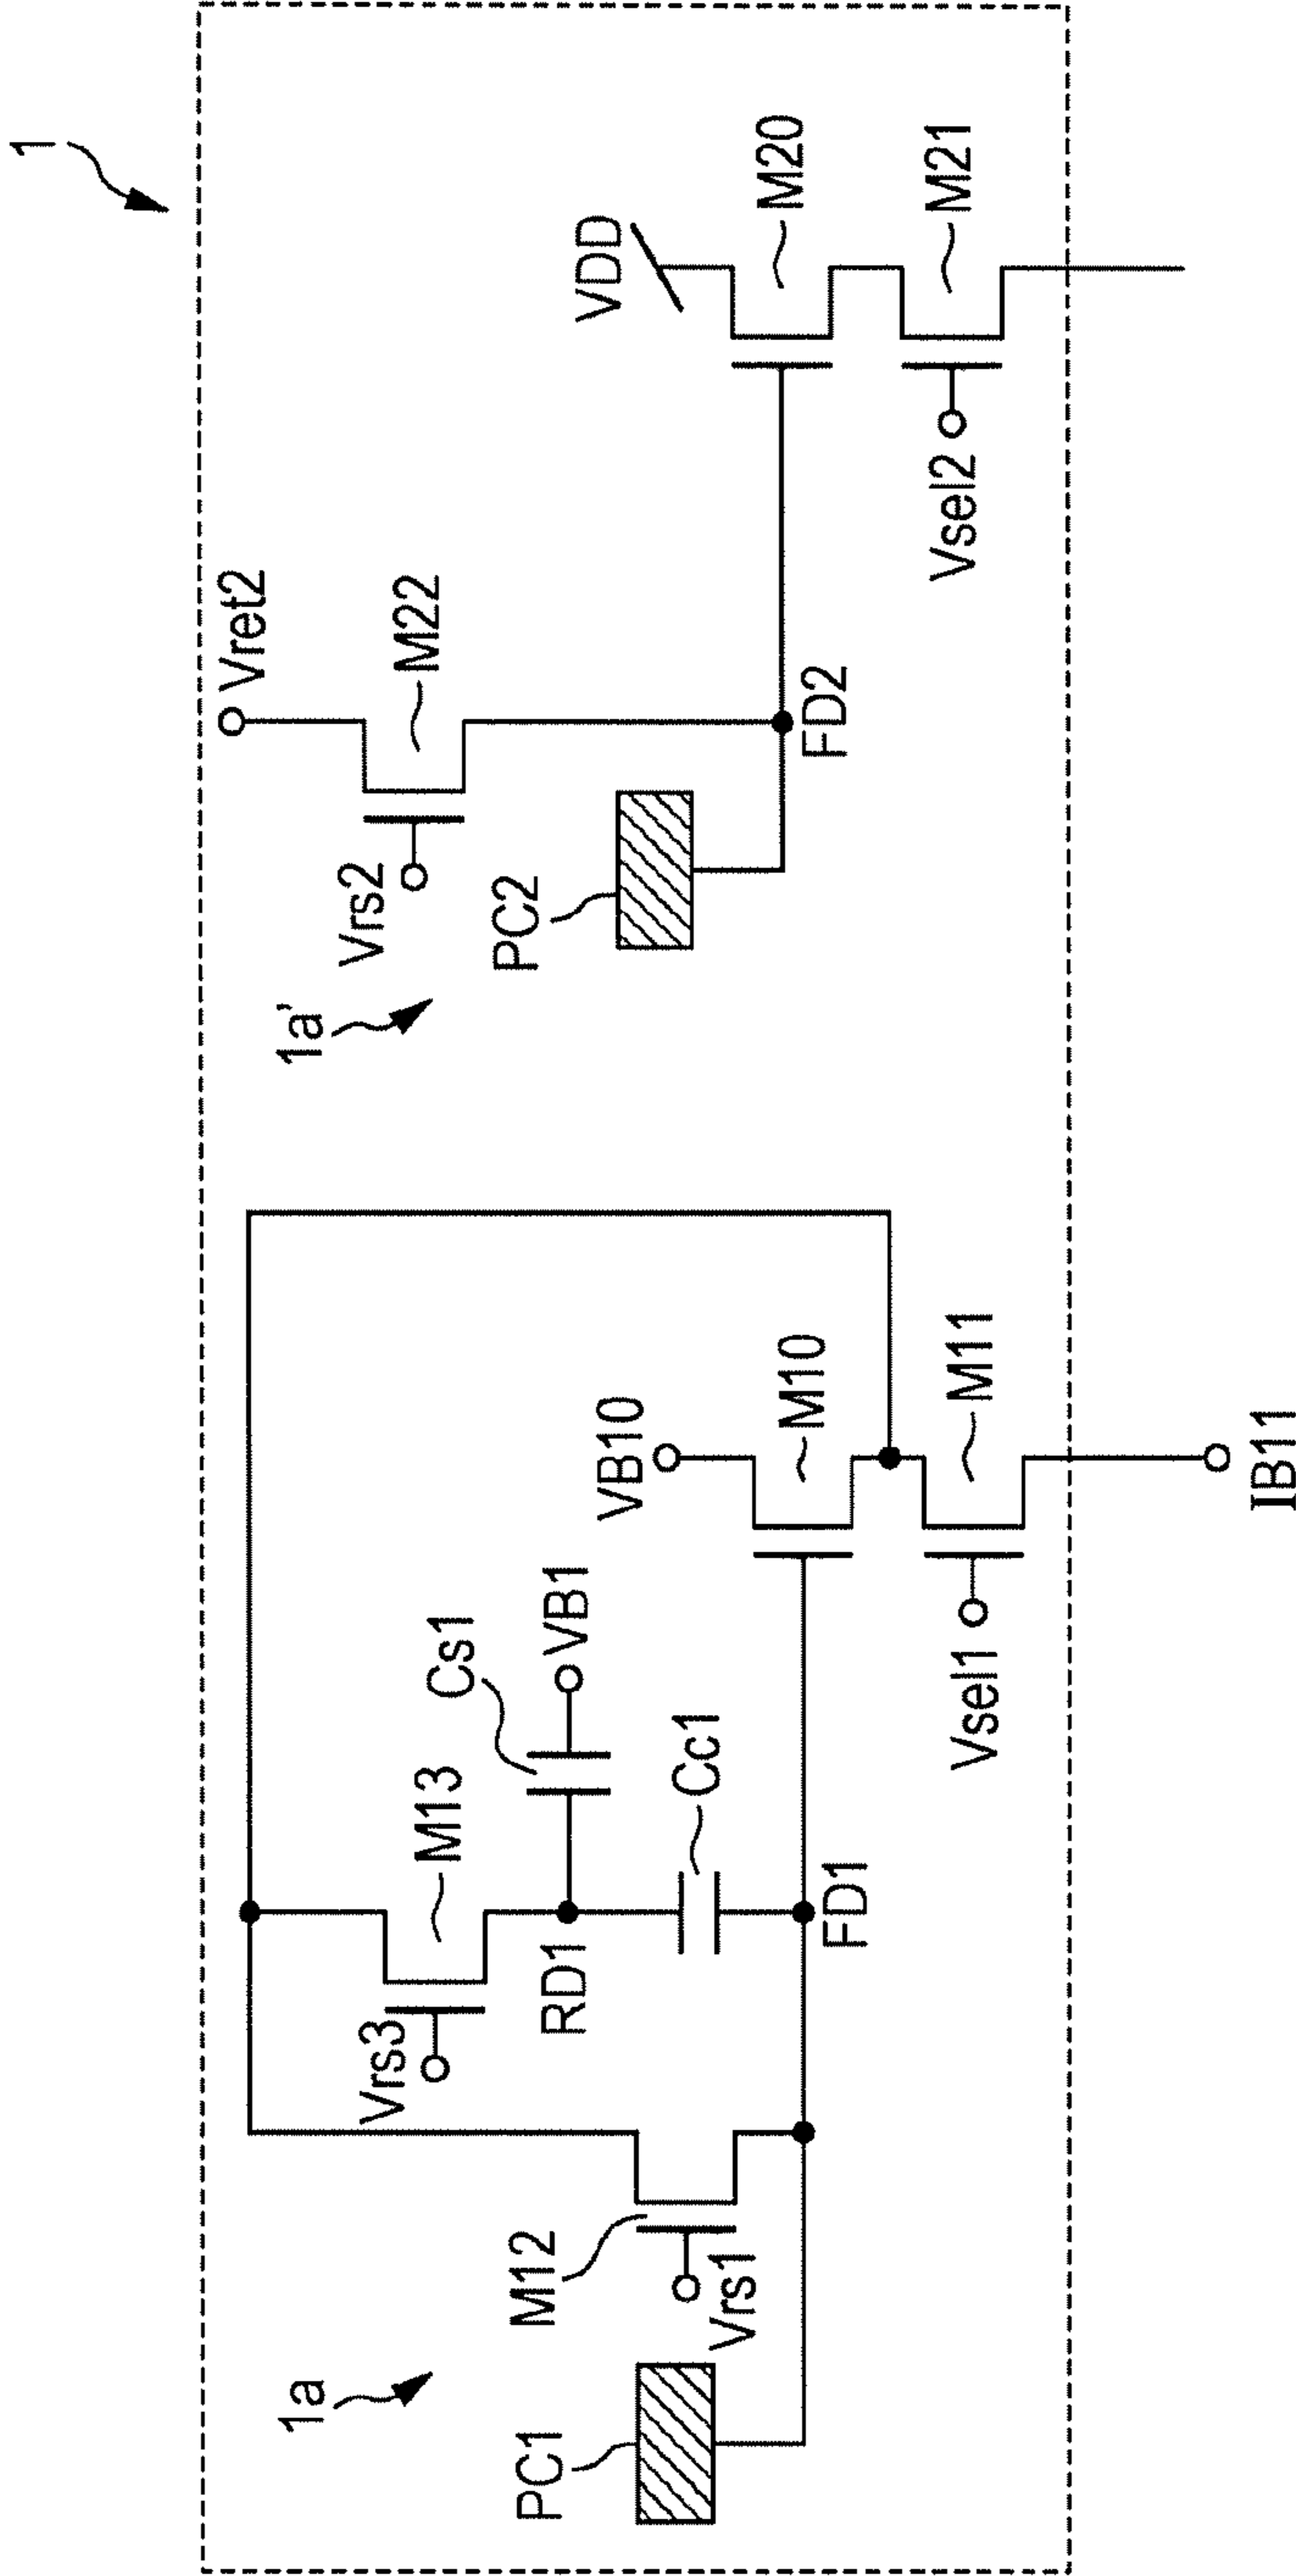 1
1a
PC1
M12
Vrs1
Vrs3
M13
RD1
Cs1
VB1
Cc1
FD1
VB10
M10
M11
Vsel1
IB11
1a'
PC2
Vrs2
Vret2
M22
FD2
VDD
M20
M21
Vsel2